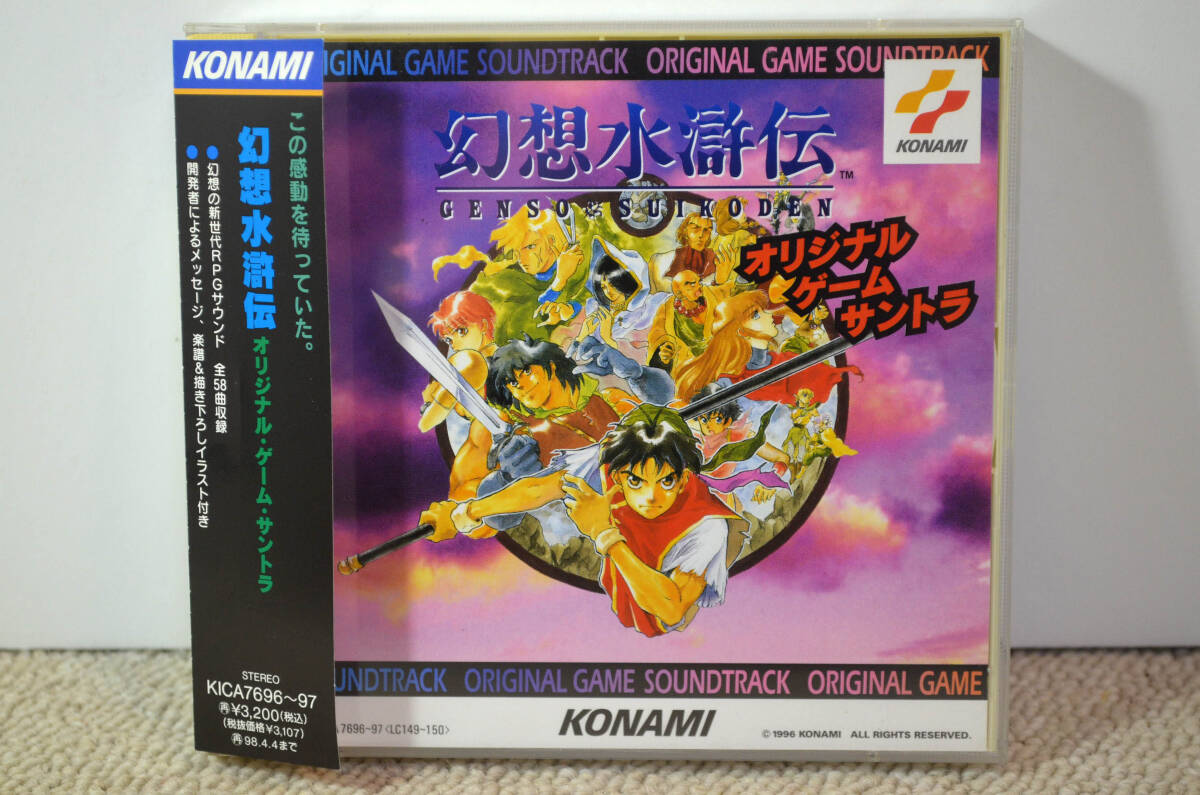 KONAMI
この感動を待っていた。
幻想水滸伝 オリジナル・ゲーム・サントラ
●幻想の新世代RPGサウンド 全58曲収録
●開発者によるメッセージ、楽譜&描き下ろしイラスト付き
STEREO
KICA7696〜97
再¥3,200(税込)
(税抜価格¥3,107)
再98.4.4まで
IGINAL GAME SOUNDTRACK ORIGINAL GAME SOUNDTRACK
KONAMI
幻想水滸伝™
GENSO SUIKODEN
オリジナル
ゲーム
サントラ
UNDTRACK ORIGINAL GAME SOUNDTRACK ORIGINAL GAME
7696~97<LC149~150>
KONAMI
©1996 KONAMI ALL RIGHTS RESERVED.